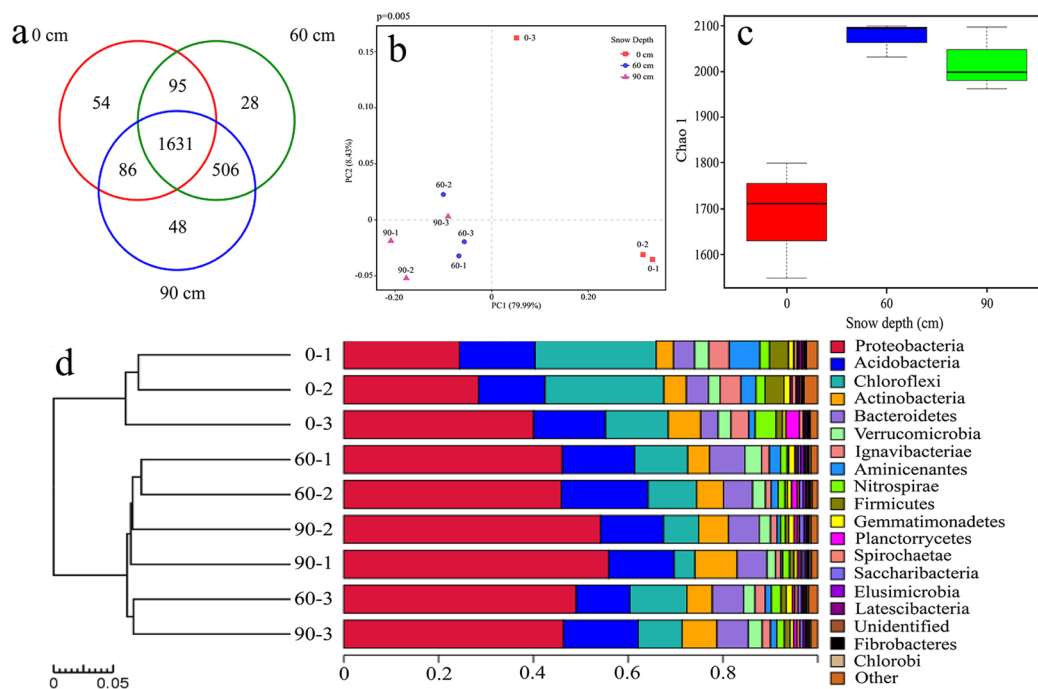 a
0 cm
60 cm
54
95
28
1631
86
506
48
90 cm
p=0.005
b
0-3
Snow Depth
0 cm
60 cm
90 cm
0.15
0.10
0.05
0
-0.05
PC2 (8.43%)
60-2
90-3
90-1
60-3
60-1
90-2
0-2
0-1
-0.20
0
0.20
PC1 (79.99%)
c
2100
2000
1900
1800
1700
1600
Chao 1
0
60
90
Snow depth (cm)
d
0-1
0-2
0-3
60-1
60-2
90-2
90-1
60-3
90-3
0
0.05
0
0.2
0.4
0.6
0.8
Proteobacteria
Acidobacteria
Chloroflexi
Actinobacteria
Bacteroidetes
Verrucomicrobia
Ignavibacteriae
Aminicenantes
Nitrospirae
Firmicutes
Gemmatimonadetes
Planctorrycetes
Spirochaetae
Saccharibacteria
Elusimicrobia
Latescibacteria
Unidentified
Fibrobacteres
Chlorobi
Other